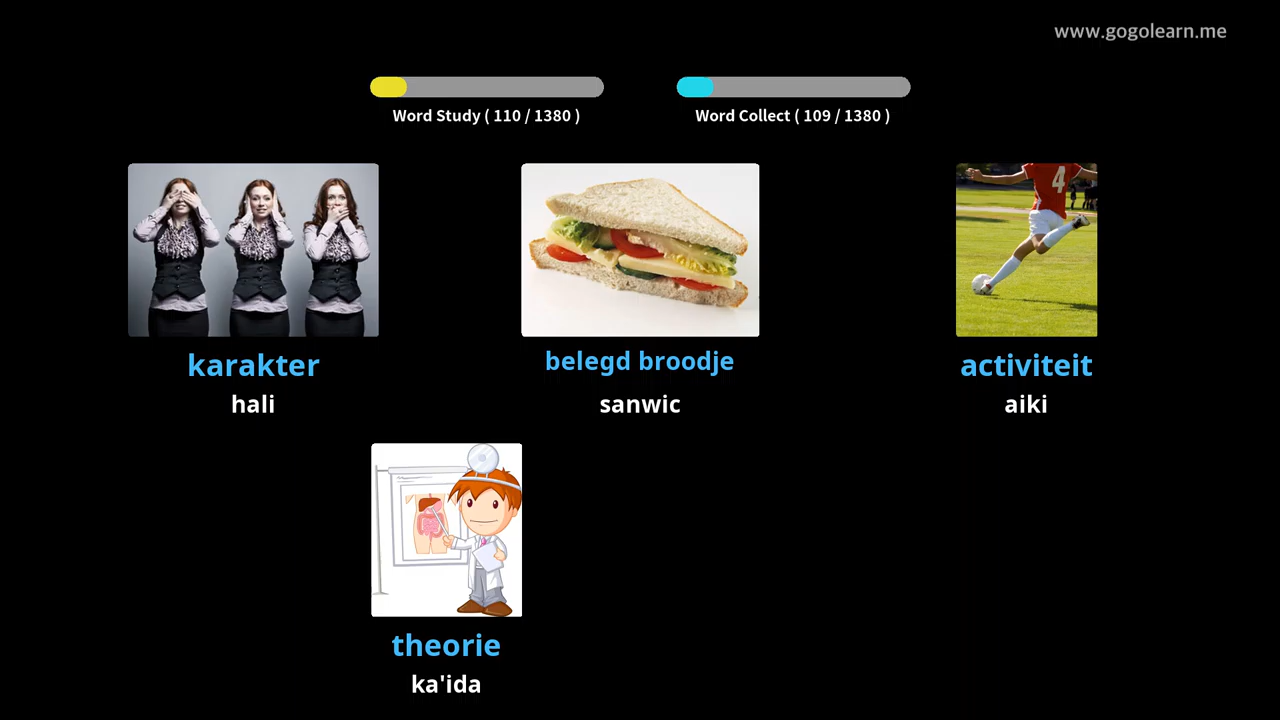 www.gogolearn.me
Word Study ( 110 / 1380 )
Word Collect ( 109 / 1380 )
4
karakter
hali
belegd broodje
sanwic
activiteit
aiki
theorie
ka'ida